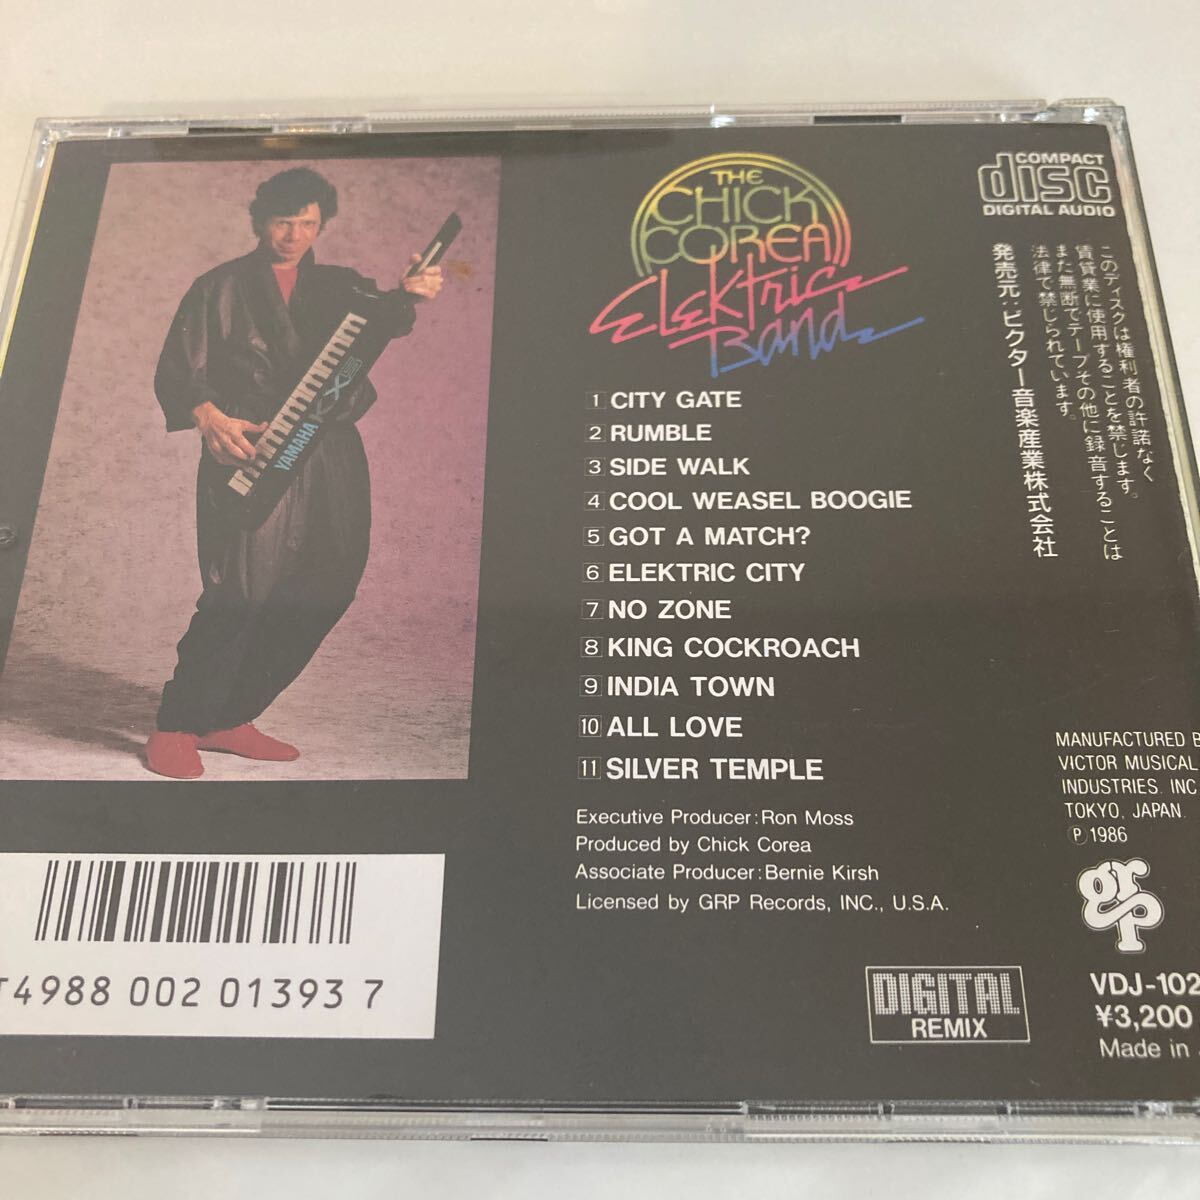 THE
CHICK
COREA
Elektric
Band
COMPACT
disc
DIGITAL AUDIO
このディスクは権利者の許諾なく
賃貸業に使用することを禁じます。
また無断でテープその他に録音することは
法律で禁じられています。
発売元:ビクター音楽産業株式会社
YAMAHA KX5
1 CITY GATE
2 RUMBLE
3 SIDE WALK
4 COOL WEASEL BOOGIE
5 GOT A MATCH?
6 ELEKTRIC CITY
7 NO ZONE
8 KING COCKROACH
9 INDIA TOWN
10 ALL LOVE
11 SILVER TEMPLE
Executive Producer:Ron Moss
Produced by Chick Corea
Associate Producer:Bernie Kirsh
Licensed by GRP Records, INC., U.S.A.
MANUFACTURED B
VICTOR MUSICAL
INDUSTRIES. INC
TOKYO, JAPAN.
Ⓟ1986
grp
DIGITAL
REMIX
VDJ-102
¥3,200
Made in
T4988 002 01393 7